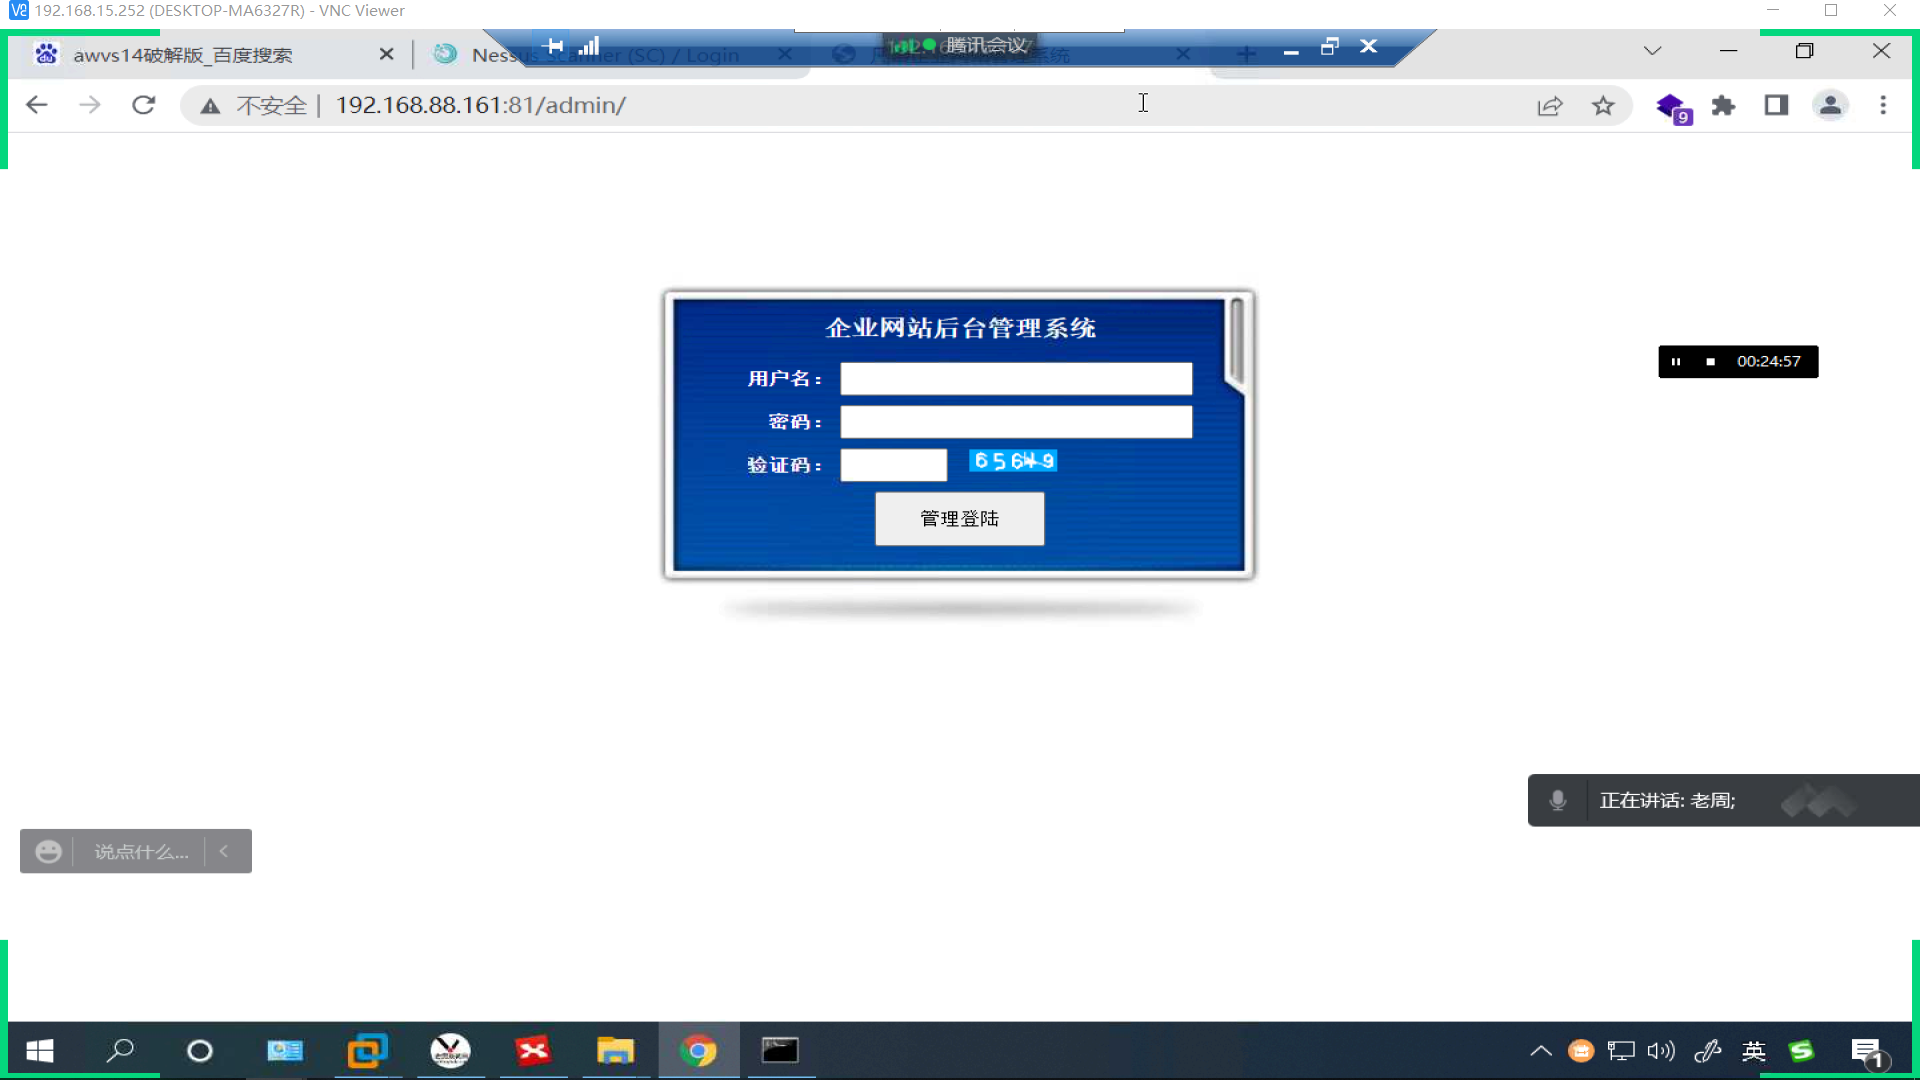 192.168.15.252 (DESKTOP-MA6327R) - VNC Viewer
awvs14破解版_百度搜索
Nessus Scanner (SC) / Login
腾讯会议
不安全
192.168.88.161:81/admin/
9
企业网站后台管理系统
用户名：
密码：
验证码：
65649
管理登陆
00:24:57
正在讲话: 老周;
说点什么...
英
1